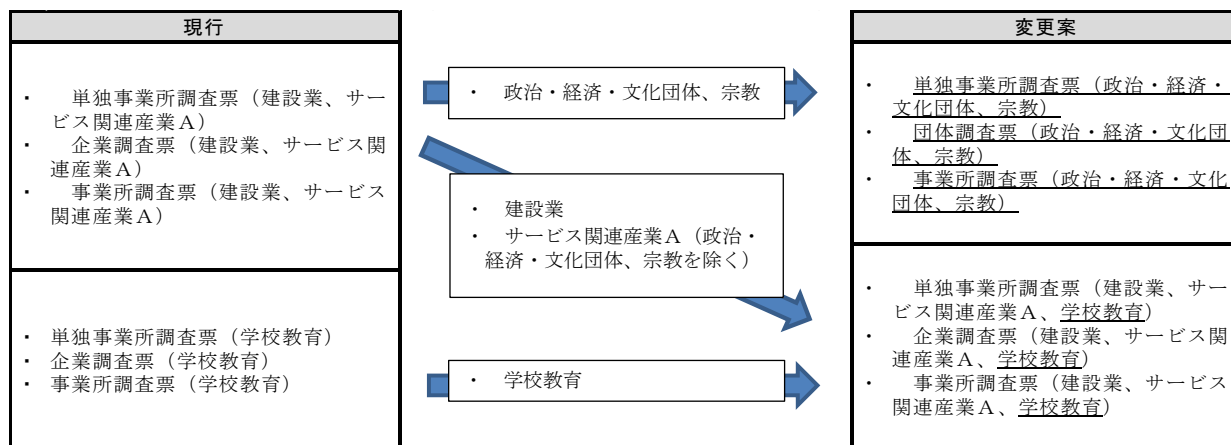 現行
・　単独事業所調査票（建設業、サー
ビス関連産業Ａ）
・　企業調査票（建設業、サービス関
連産業Ａ）
・　事業所調査票（建設業、サービス
関連産業Ａ）
・ 単独事業所調査票（学校教育）
・ 企業調査票（学校教育）
・ 事業所調査票（学校教育）
・　政治・経済・文化団体、宗教
・　建設業
・　サービス関連産業Ａ（政治・
経済・文化団体、宗教を除く）
・　学校教育
変更案
・　単独事業所調査票（政治・経済・
文化団体、宗教）
・　団体調査票（政治・経済・文化団
体、宗教）
・　事業所調査票（政治・経済・文化
団体、宗教）
・　単独事業所調査票（建設業、サー
ビス関連産業Ａ、学校教育）
・　企業調査票（建設業、サービス関
連産業Ａ、学校教育）
・　事業所調査票（建設業、サービス
関連産業Ａ、学校教育）